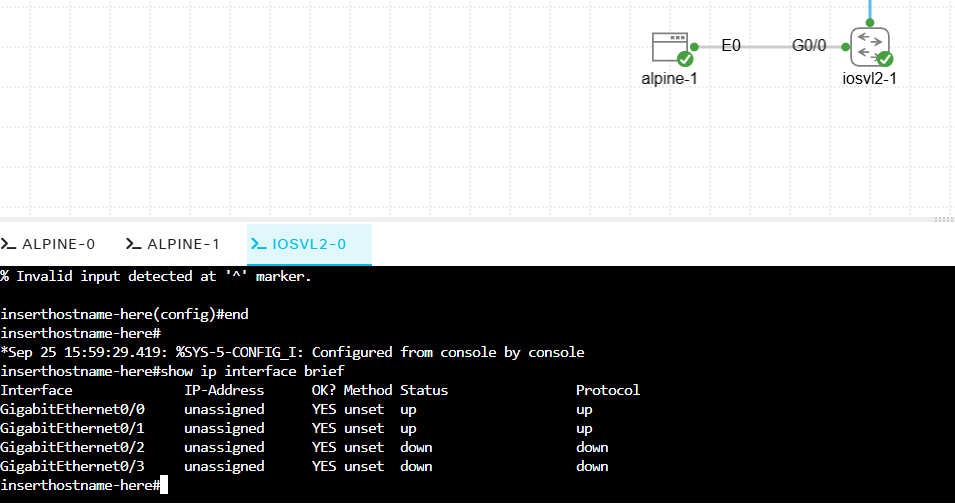 E0 G0/0
alpine-1 iosvl2-1
ALPINE-0 ALPINE-1 IOSVL2-0
% Invalid input detected at '^' marker.
inserthostname-here(config)#end
inserthostname-here#
*Sep 25 15:59:29.419: %SYS-5-CONFIG_I: Configured from console by console
inserthostname-here#show ip interface brief
Interface IP-Address OK? Method Status Protocol
GigabitEthernet0/0 unassigned YES unset up up
GigabitEthernet0/1 unassigned YES unset up up
GigabitEthernet0/2 unassigned YES unset down down
GigabitEthernet0/3 unassigned YES unset down down
inserthostname-here#